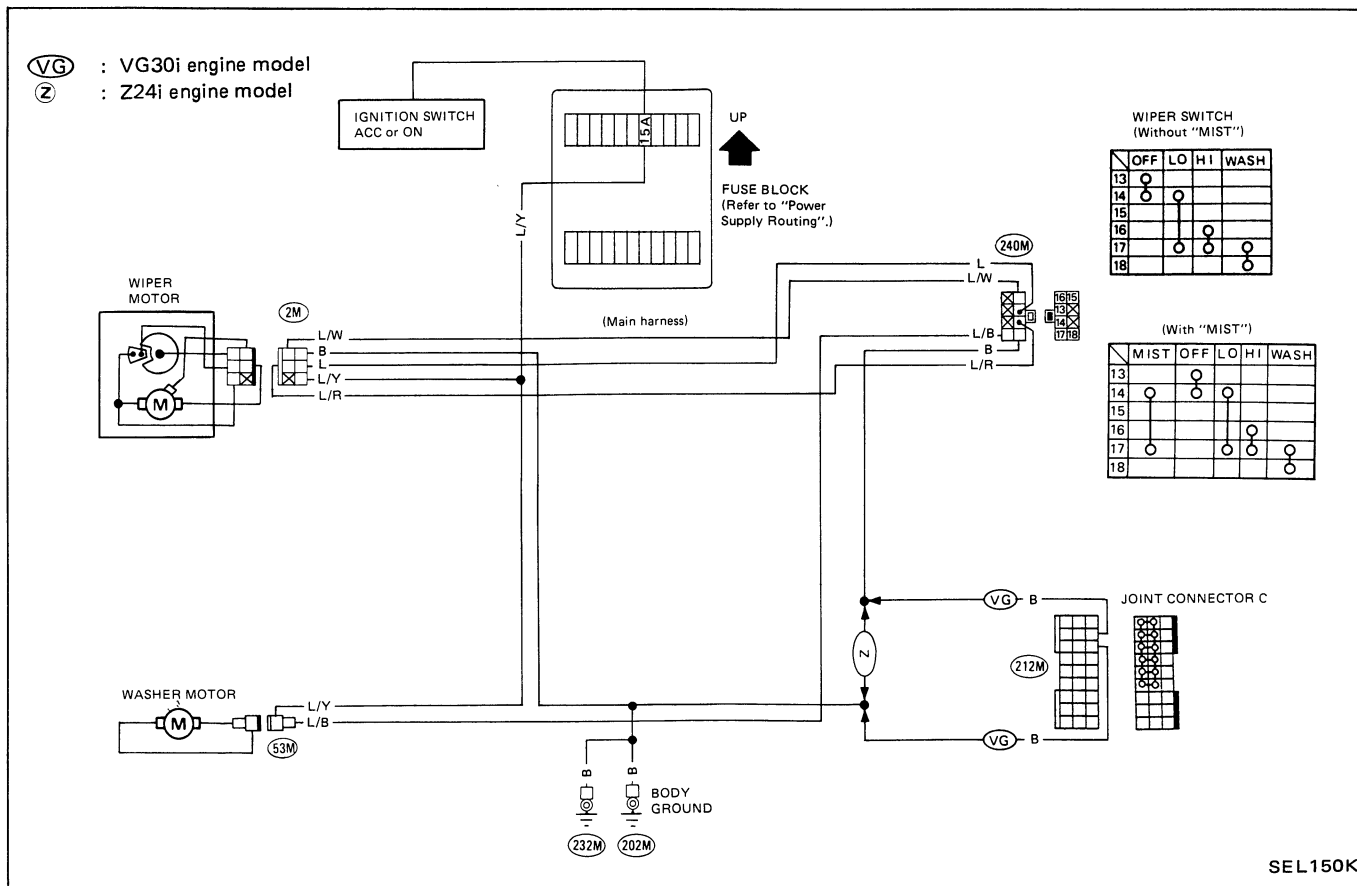 VG : VG30i engine model
Z : Z24i engine model
IGNITION SWITCH
ACC or ON
15A
UP
FUSE BLOCK
(Refer to "Power
Supply Routing".)
L/Y
WIPER SWITCH
(Without "MIST")
OFF LO HI WASH
13
14
15
16
17
18
(With "MIST")
MIST OFF LO HI WASH
13
14
15
16
17
18
240M
L
L/W
L/B
B
L/R
16 15
13
14
17 18
(Main harness)
WIPER
MOTOR
M
2M
L/W
B
L
L/Y
L/R
VG B
JOINT CONNECTOR C
Z
212M
VG B
WASHER MOTOR
M
L/Y
L/B
53M
B
B
BODY
GROUND
232M
202M
SEL150K